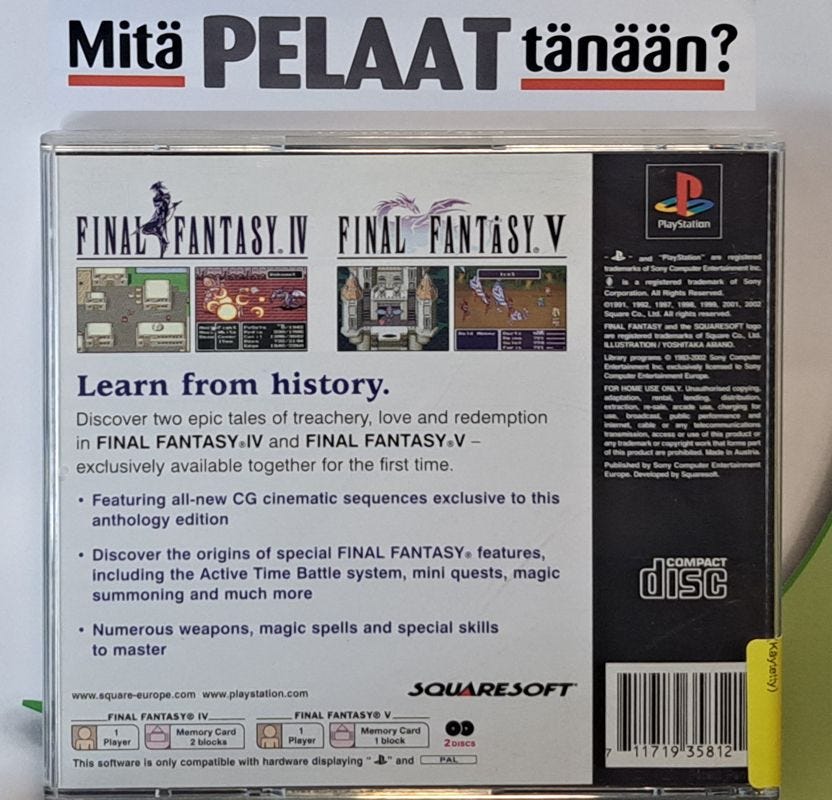 Mitä PELAAT tänään?
FINAL FANTASY® IV
FINAL FANTASY® V
Learn from history.
Discover two epic tales of treachery, love and redemption
in FINAL FANTASY®IV and FINAL FANTASY®V –
exclusively available together for the first time.
• Featuring all-new CG cinematic sequences exclusive to this
anthology edition
• Discover the origins of special FINAL FANTASY® features,
including the Active Time Battle system, mini quests, magic
summoning and much more
• Numerous weapons, magic spells and special skills
to master
www.square-europe.com www.playstation.com
SQUARESOFT
FINAL FANTASY® IV
1
Player
Memory Card
2 blocks
FINAL FANTASY® V
1
Player
Memory Card
1 block
2 DISCS
This software is only compatible with hardware displaying " " and PAL
PlayStation
" " and "PlayStation" are registered
trademarks of Sony Computer Entertainment Inc.
is a registered trademark of Sony
Corporation. All Rights Reserved.
©1991, 1992, 1997, 1998, 1999, 2001, 2002
Square Co., Ltd. All rights reserved.
FINAL FANTASY and the SQUARESOFT logo
are registered trademarks of Square Co., Ltd.
ILLUSTRATION / YOSHITAKA AMANO.
Library programs © 1993-2002 Sony Computer
Entertainment Inc. exclusively licensed to Sony
Computer Entertainment Europe.
FOR HOME USE ONLY. Unauthorised copying,
adaptation, rental, lending, distribution,
extraction, re-sale, arcade use, charging for
use, broadcast, public performance and
internet, cable or any telecommunications
transmission, access or use of this product or
any trademark or copyright work that forms part
of this product are prohibited. Made in Austria.
Published by Sony Computer Entertainment
Europe. Developed by Squaresoft.
COMPACT
disc
Käytetty)
7 11719 35812